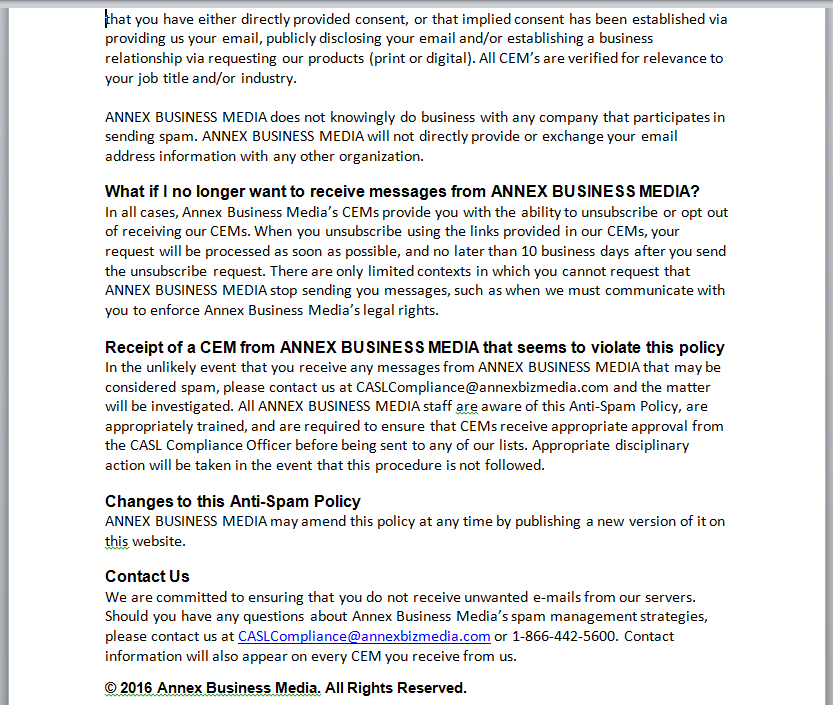 that you have either directly provided consent, or that implied consent has been established via
providing us your email, publicly disclosing your email and/or establishing a business
relationship via requesting our products (print or digital). All CEM's are verified for relevance to
your job title and/or industry.
ANNEX BUSINESS MEDIA does not knowingly do business with any company that participates in
sending spam. ANNEX BUSINESS MEDIA will not directly provide or exchange your email
address information with any other organization.
What if I no longer want to receive messages from ANNEX BUSINESS MEDIA?
In all cases, Annex Business Media's CEMs provide you with the ability to unsubscribe or opt out
of receiving our CEMs. When you unsubscribe using the links provided in our CEMs, your
request will be processed as soon as possible, and no later than 10 business days after you send
the unsubscribe request. There are only limited contexts in which you cannot request that
ANNEX BUSINESS MEDIA stop sending you messages, such as when we must communicate with
you to enforce Annex Business Media's legal rights.
Receipt of a CEM from ANNEX BUSINESS MEDIA that seems to violate this policy
In the unlikely event that you receive any messages from ANNEX BUSINESS MEDIA that may be
considered spam, please contact us at CASLCompliance@annexbizmedia.com and the matter
will be investigated. All ANNEX BUSINESS MEDIA staff are aware of this Anti-Spam Policy, are
appropriately trained, and are required to ensure that CEMs receive appropriate approval from
the CASL Compliance Officer before being sent to any of our lists. Appropriate disciplinary
action will be taken in the event that this procedure is not followed.
Changes to this Anti-Spam Policy
ANNEX BUSINESS MEDIA may amend this policy at any time by publishing a new version of it on
this website.
Contact Us
We are committed to ensuring that you do not receive unwanted e-mails from our servers.
Should you have any questions about Annex Business Media's spam management strategies,
please contact us at CASLCompliance@annexbizmedia.com or 1-866-442-5600. Contact
information will also appear on every CEM you receive from us.
© 2016 Annex Business Media. All Rights Reserved.